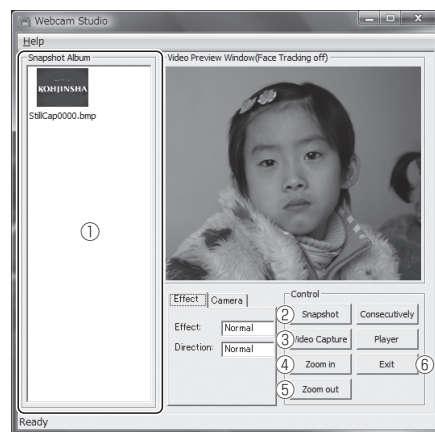 Webcam Studio
Help
Snapshot Album
KOHJINSHA
StillCap0000.bmp
①
Video Preview Window(Face Tracking off)
Effect Camera
Effect: Normal
Direction: Normal
Control
② Snapshot Consecutively
③ Video Capture Player
④ Zoom in Exit ⑥
⑤ Zoom out
Ready